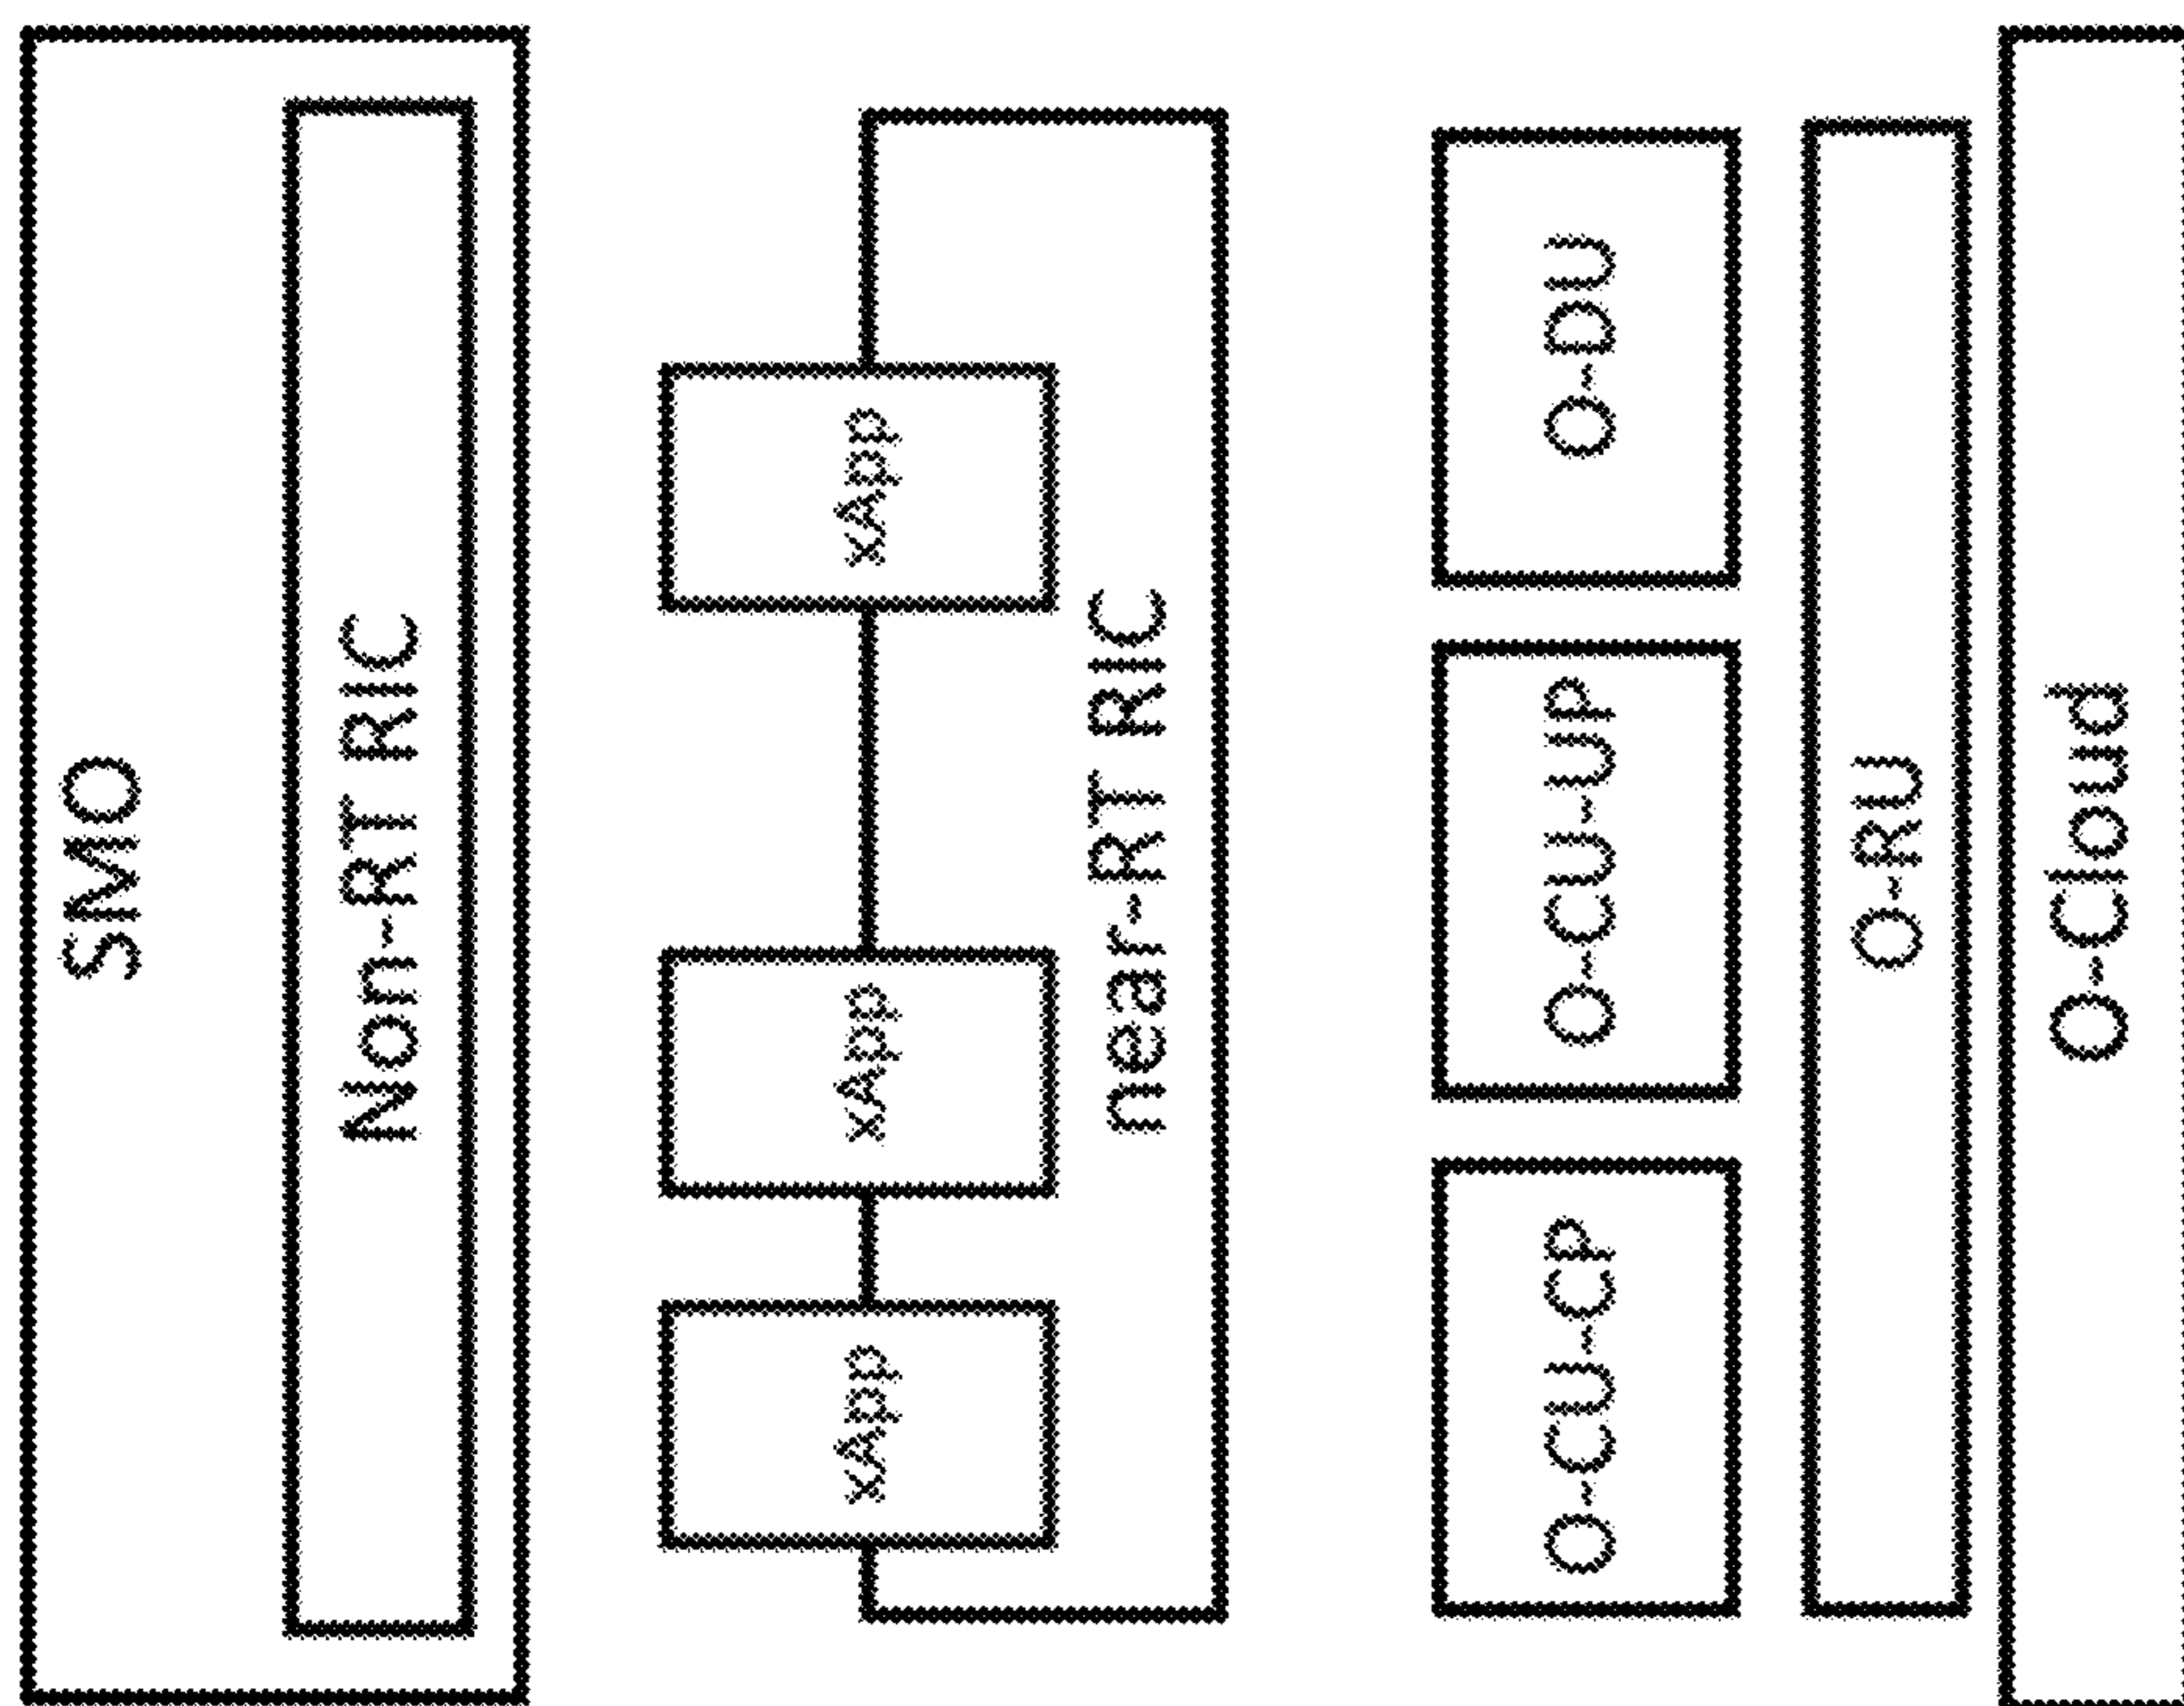 SMO
Non-RT RIC
xApp
xApp
xApp
near-RT RIC
O-CU-CP
O-CU-UP
O-DU
O-RU
O-Cloud